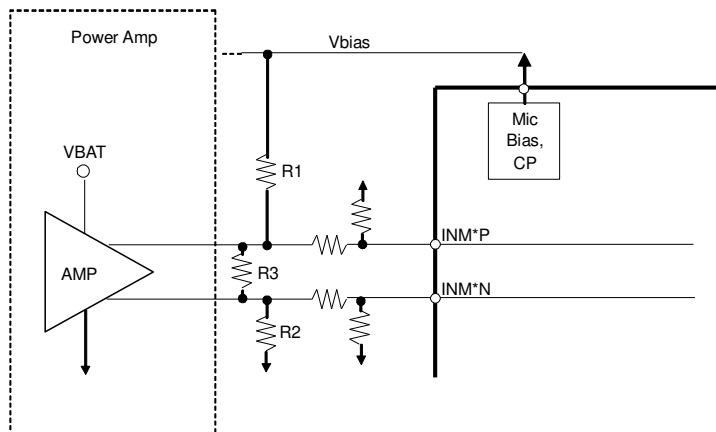 Power Amp
Vbias
Mic
Bias,
CP
VBAT
R1
INM*P
AMP
R3
INM*N
R2